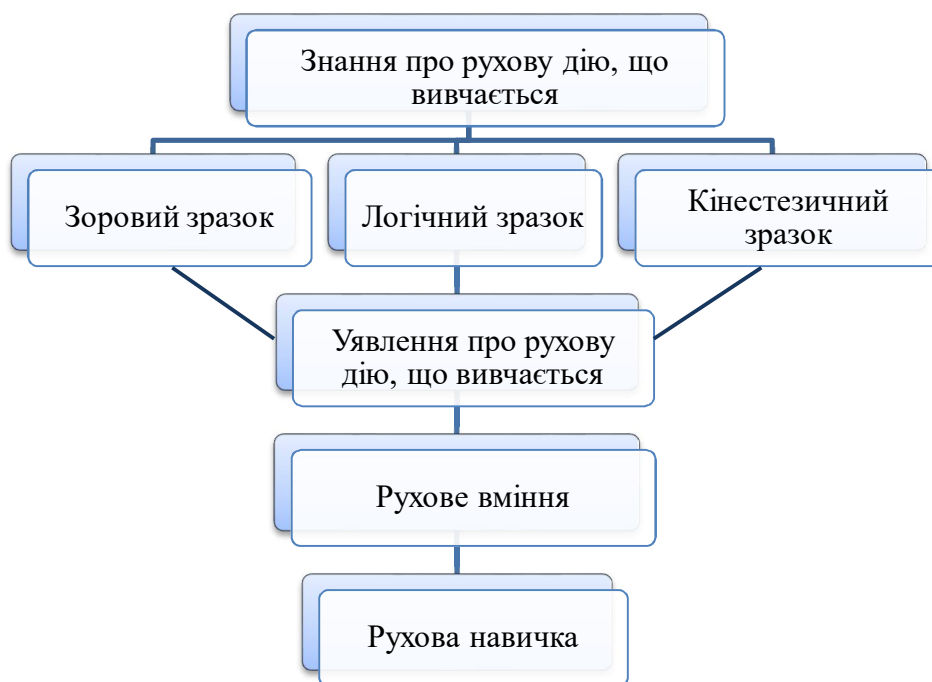 Знання про рухову дію, що
вивчається
Зоровий зразок
Логічний зразок
Кінестезичний
зразок
Уявлення про рухову
дію, що вивчається
Рухове вміння
Рухова навичка